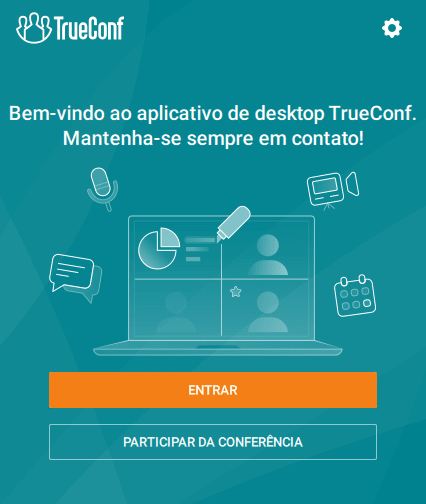 TrueConf
Bem-vindo ao aplicativo de desktop TrueConf.
Mantenha-se sempre em contato!
ENTRAR
PARTICIPAR DA CONFERÊNCIA